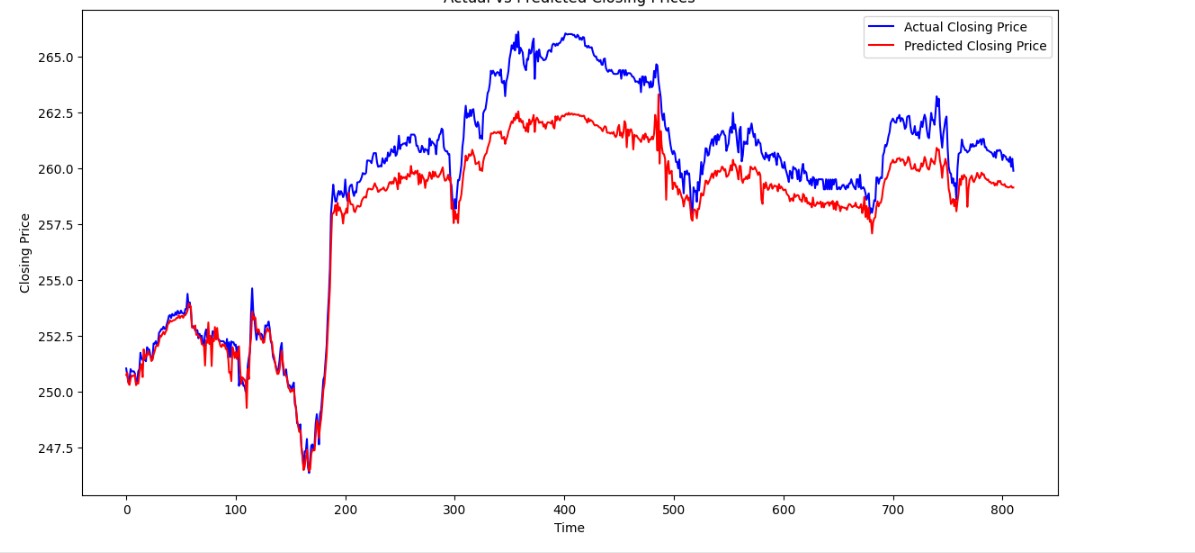 Actual vs Predicted Closing Prices
Actual Closing Price
Predicted Closing Price
265.0
262.5
260.0
257.5
255.0
252.5
250.0
247.5
Closing Price
0 100 200 300 400 500 600 700 800
Time